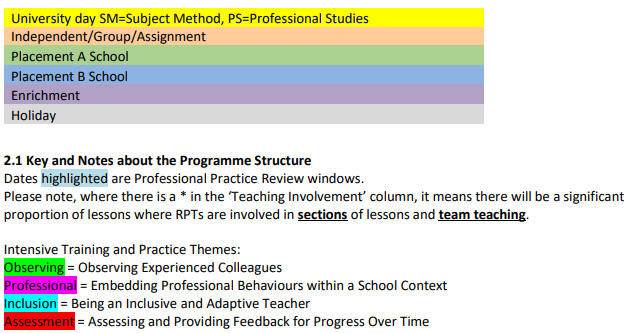 University day SM=Subject Method, PS=Professional Studies
Independent/Group/Assignment
Placement A School
Placement B School
Enrichment
Holiday
2.1 Key and Notes about the Programme Structure
Dates highlighted are Professional Practice Review windows.
Please note, where there is a * in the ‘Teaching Involvement’ column, it means there will be a significant
proportion of lessons where RPTs are involved in sections of lessons and team teaching.
Intensive Training and Practice Themes:
Observing = Observing Experienced Colleagues
Professional = Embedding Professional Behaviours within a School Context
Inclusion = Being an Inclusive and Adaptive Teacher
Assessment = Assessing and Providing Feedback for Progress Over Time